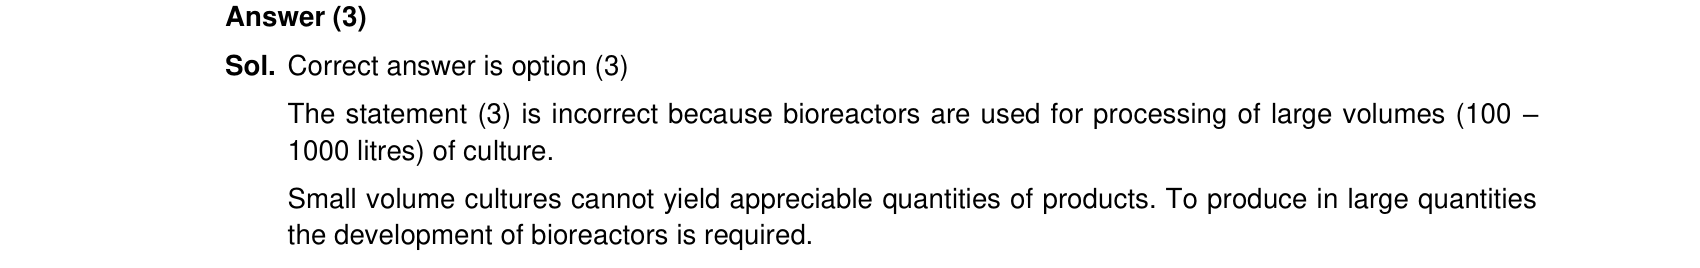 Answer (3)
Sol. Correct answer is option (3)
The statement (3) is incorrect because bioreactors are used for processing of large volumes (100 –
1000 litres) of culture.
Small volume cultures cannot yield appreciable quantities of products. To produce in large quantities
the development of bioreactors is required.